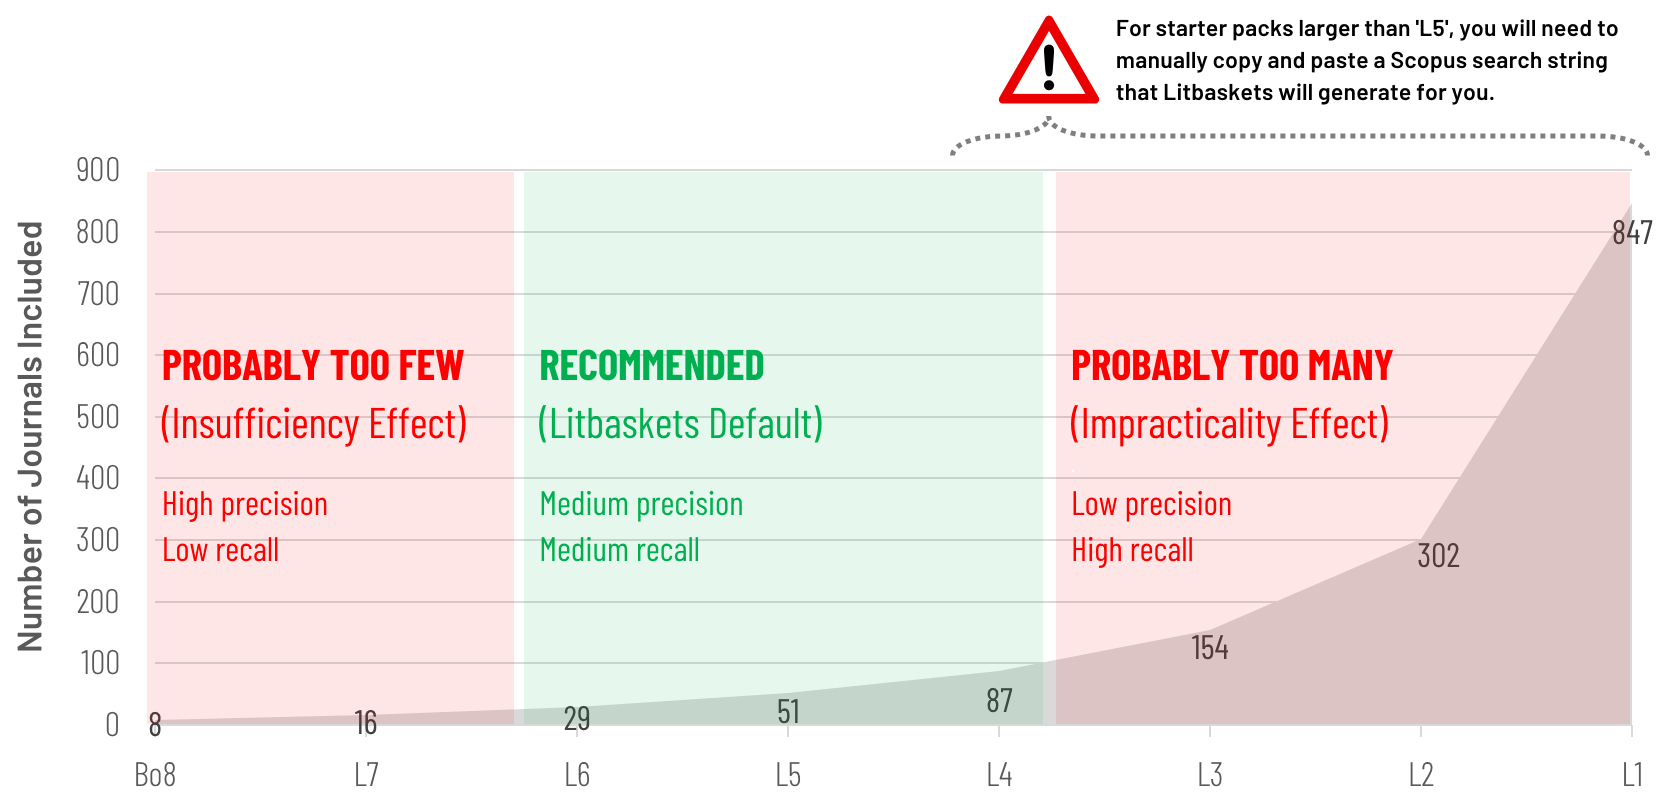 For starter packs larger than 'L5', you will need to
manually copy and paste a Scopus search string
that Litbaskets will generate for you.
Number of Journals Included
900
800
700
600
500
400
300
200
100
0
PROBABLY TOO FEW
(Insufficiency Effect)
High precision
Low recall
RECOMMENDED
(Litbaskets Default)
Medium precision
Medium recall
PROBABLY TOO MANY
(Impracticality Effect)
Low precision
High recall
8
16
29
51
87
154
302
847
Bo8
L7
L6
L5
L4
L3
L2
L1